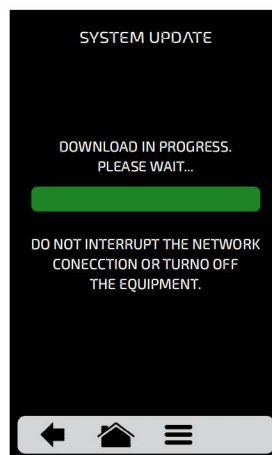 SYSTEM UPDATE
DOWNLOAD IN PROGRESS.
PLEASE WAIT...
DO NOT INTERRUPT THE NETWORK
CONECCTION OR TURNO OFF
THE EQUIPMENT.